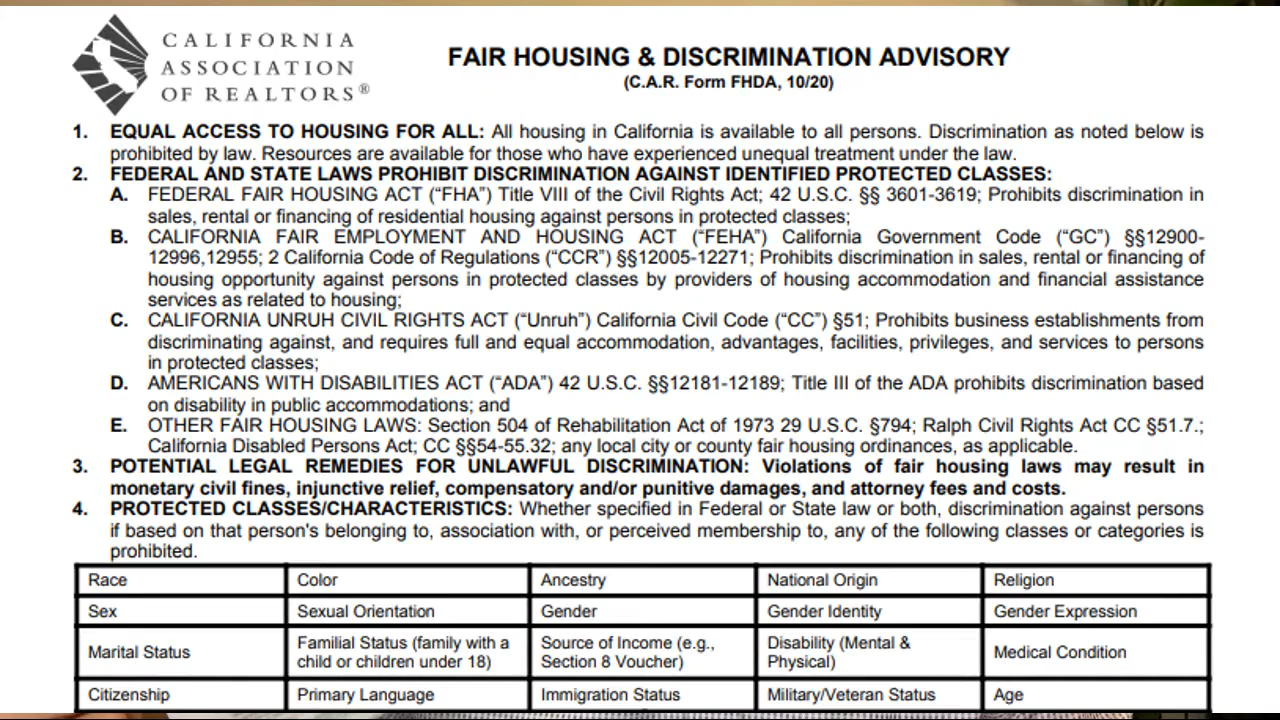 CALIFORNIA
ASSOCIATION
OF REALTORS®
FAIR HOUSING & DISCRIMINATION ADVISORY
(C.A.R. Form FHDA, 10/20)
1. EQUAL ACCESS TO HOUSING FOR ALL: All housing in California is available to all persons. Discrimination as noted below is
prohibited by law. Resources are available for those who have experienced unequal treatment under the law.
2. FEDERAL AND STATE LAWS PROHIBIT DISCRIMINATION AGAINST IDENTIFIED PROTECTED CLASSES:
A. FEDERAL FAIR HOUSING ACT (“FHA”) Title VIII of the Civil Rights Act; 42 U.S.C. §§ 3601-3619; Prohibits discrimination in
sales, rental or financing of residential housing against persons in protected classes;
B. CALIFORNIA FAIR EMPLOYMENT AND HOUSING ACT (“FEHA”) California Government Code (“GC”) §§12900-
12996,12955; 2 California Code of Regulations (“CCR”) §§12005-12271; Prohibits discrimination in sales, rental or financing of
housing opportunity against persons in protected classes by providers of housing accommodation and financial assistance
services as related to housing;
C. CALIFORNIA UNRUH CIVIL RIGHTS ACT (“Unruh”) California Civil Code (“CC”) §51; Prohibits business establishments from
discriminating against, and requires full and equal accommodation, advantages, facilities, privileges, and services to persons
in protected classes;
D. AMERICANS WITH DISABILITIES ACT (“ADA”) 42 U.S.C. §§12181-12189; Title III of the ADA prohibits discrimination based
on disability in public accommodations; and
E. OTHER FAIR HOUSING LAWS: Section 504 of Rehabilitation Act of 1973 29 U.S.C. §794; Ralph Civil Rights Act CC §51.7.;
California Disabled Persons Act; CC §§54-55.32; any local city or county fair housing ordinances, as applicable.
3. POTENTIAL LEGAL REMEDIES FOR UNLAWFUL DISCRIMINATION: Violations of fair housing laws may result in
monetary civil fines, injunctive relief, compensatory and/or punitive damages, and attorney fees and costs.
4. PROTECTED CLASSES/CHARACTERISTICS: Whether specified in Federal or State law or both, discrimination against persons
if based on that person's belonging to, association with, or perceived membership to, any of the following classes or categories is
prohibited.
Race Color Ancestry National Origin Religion
Sex Sexual Orientation Gender Gender Identity Gender Expression
Marital Status Familial Status (family with a child or children under 18) Source of Income (e.g., Section 8 Voucher) Disability (Mental & Physical) Medical Condition
Citizenship Primary Language Immigration Status Military/Veteran Status Age